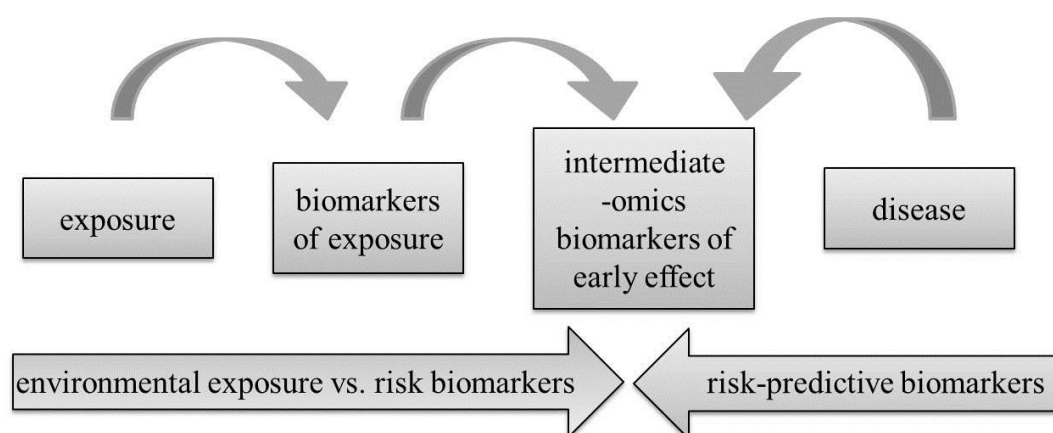 exposure
biomarkers
of exposure
intermediate
-omics
biomarkers of
early effect
disease
environmental exposure vs. risk biomarkers
risk-predictive biomarkers